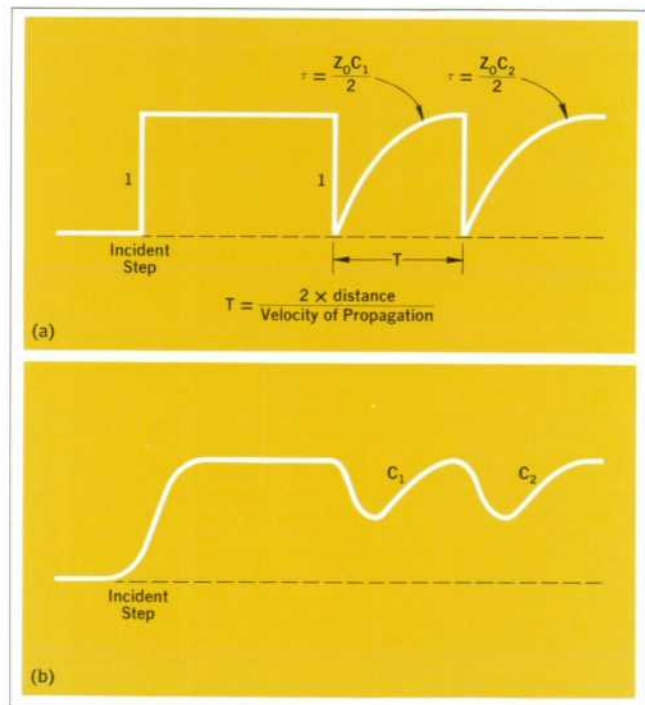 τ = Z₀C₁/2
τ = Z₀C₂/2
1
1
Incident
Step
T
T = 2 × distance / Velocity of Propagation
(a)
C₁
C₂
Incident
Step
(b)